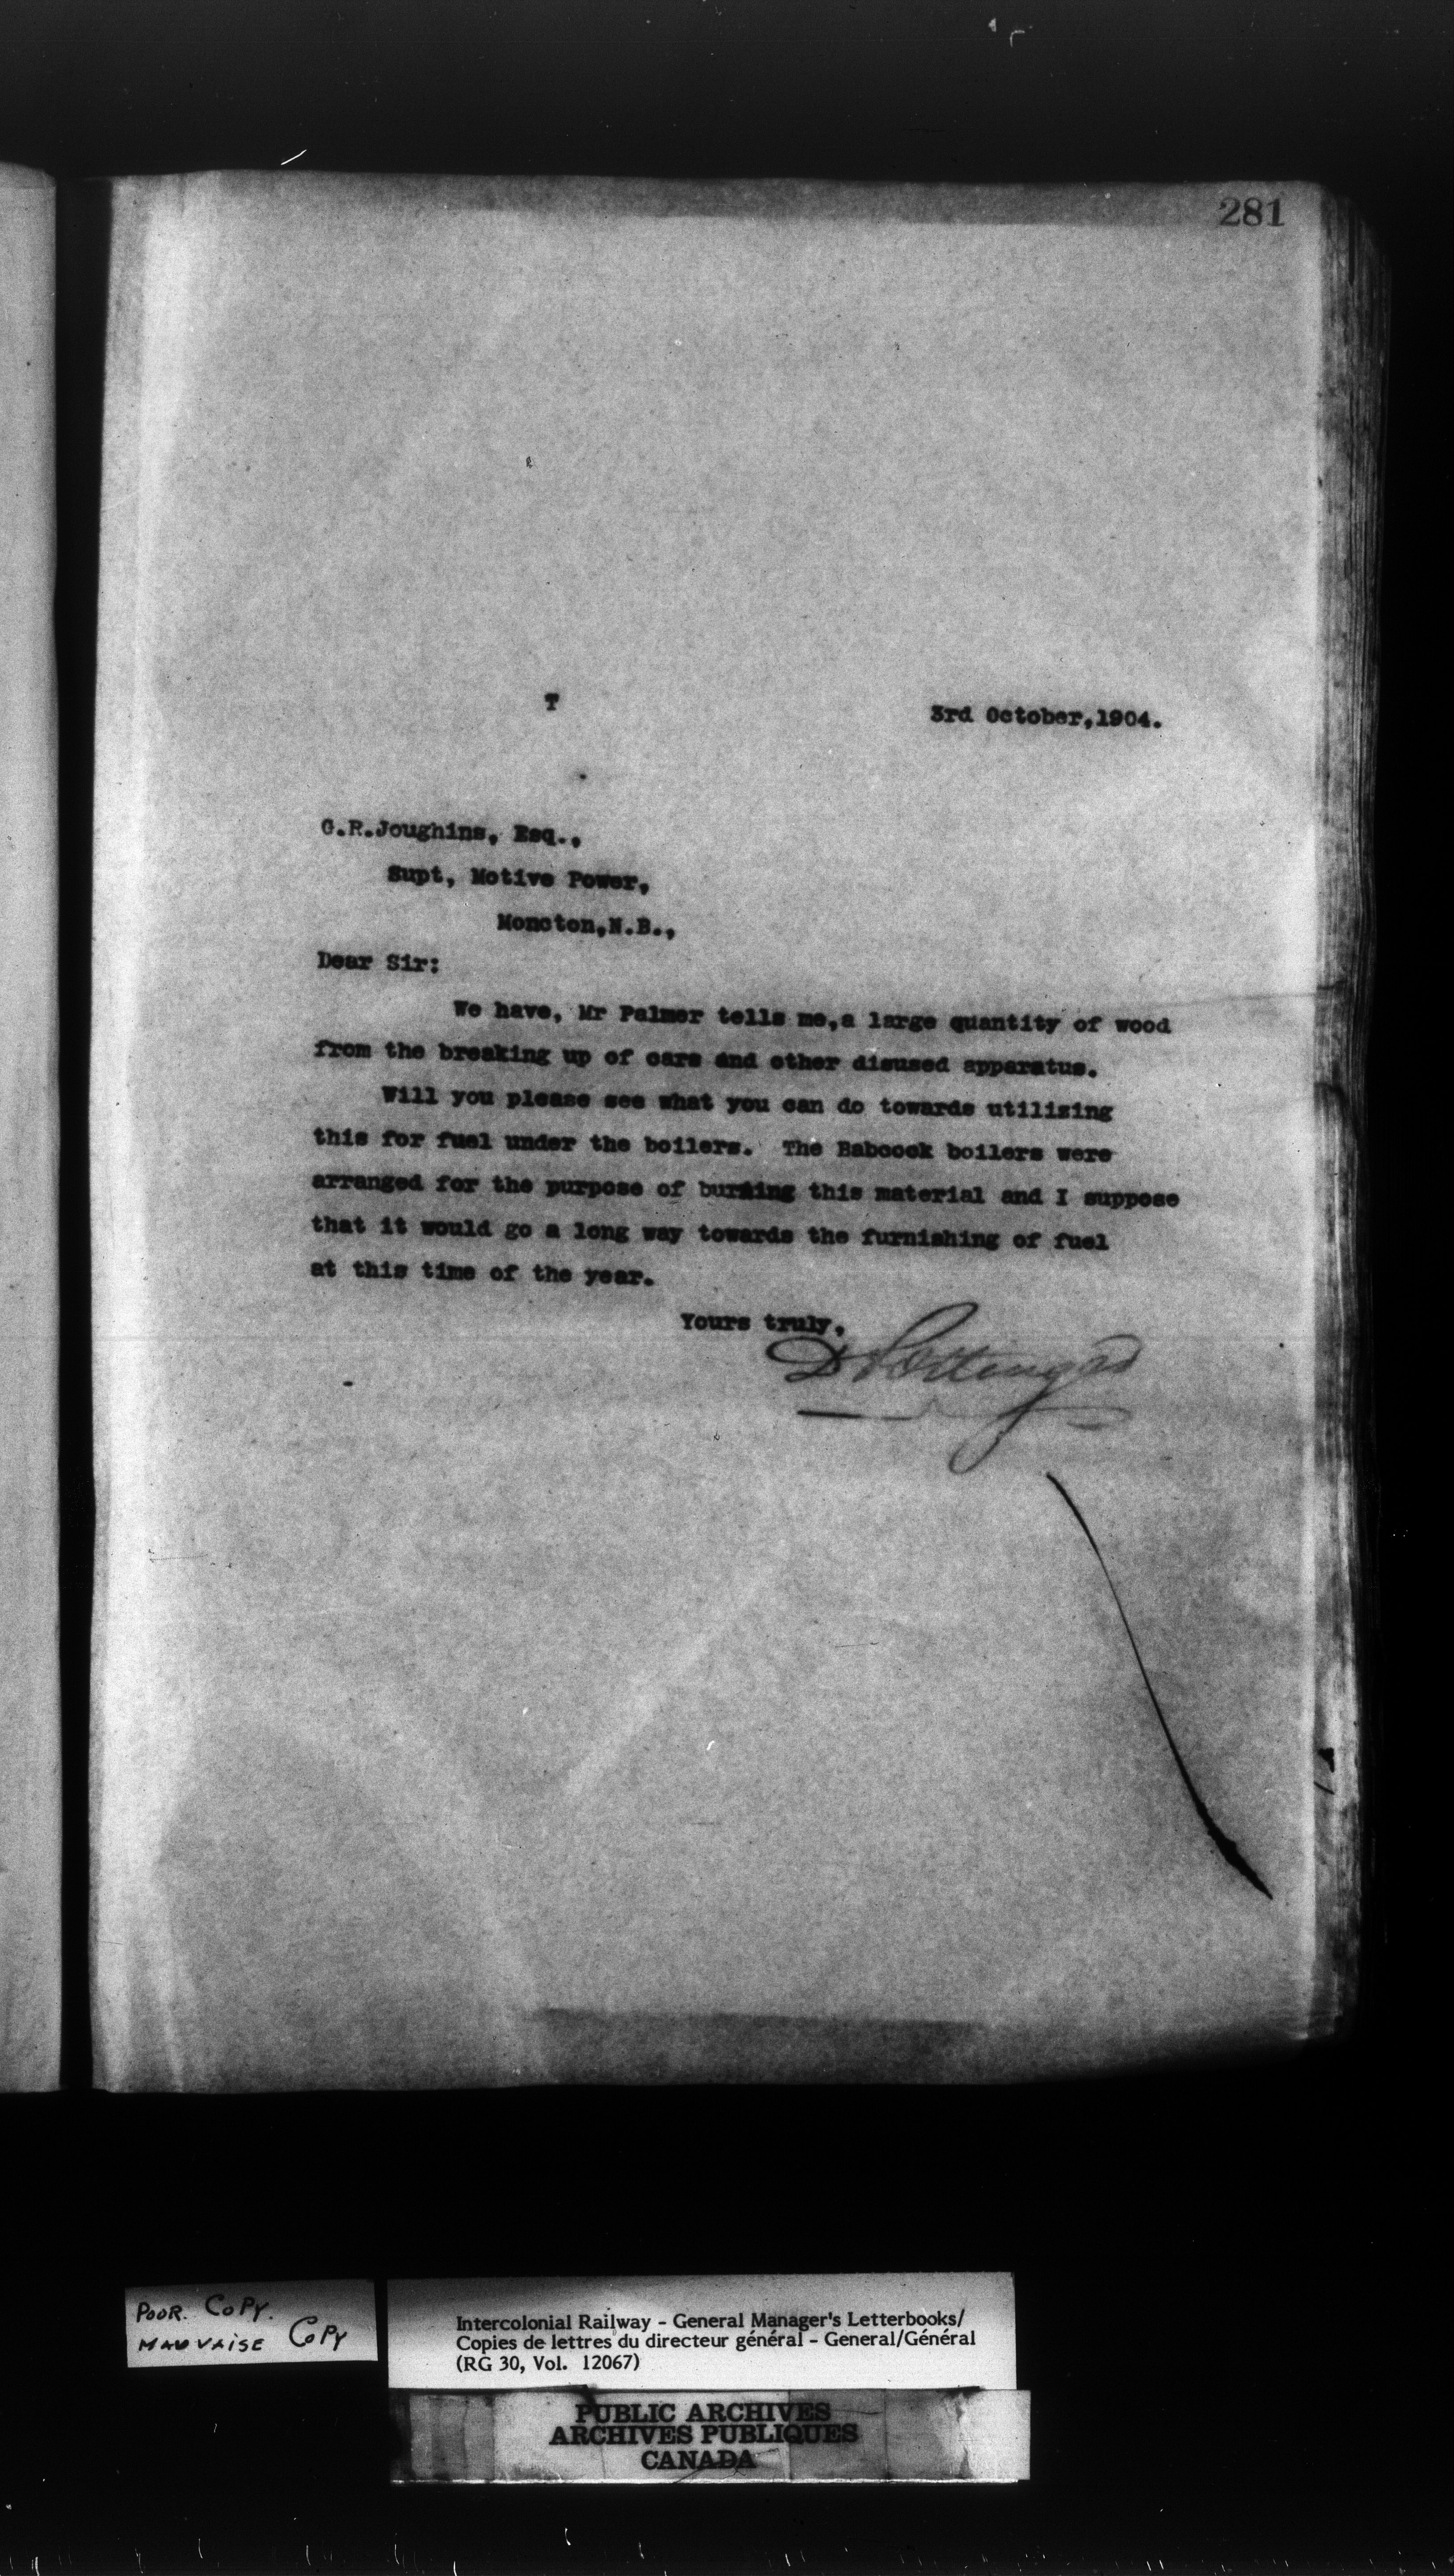 281
T
3rd October,1904.
G.R.Joughins, Esq.,
Supt, Motive Power,
Moncton,N.B.,
Dear Sir:
We have, Mr Palmer tells me,a large quantity of wood
from the breaking up of cars and other disused apparatus.
Will you please see what you can do towards utilizing
this for fuel under the boilers. The Babcock boilers were
arranged for the purpose of burning this material and I suppose
that it would go a long way towards the furnishing of fuel
at this time of the year.
Yours truly,
D Pottinger
POOR. COPY.
MAUVAISE COPY
Intercolonial Railway - General Manager's Letterbooks/
Copies de lettres du directeur général - General/Général
(RG 30, Vol. 12067)
PUBLIC ARCHIVES
ARCHIVES PUBLIQUES
CANADA